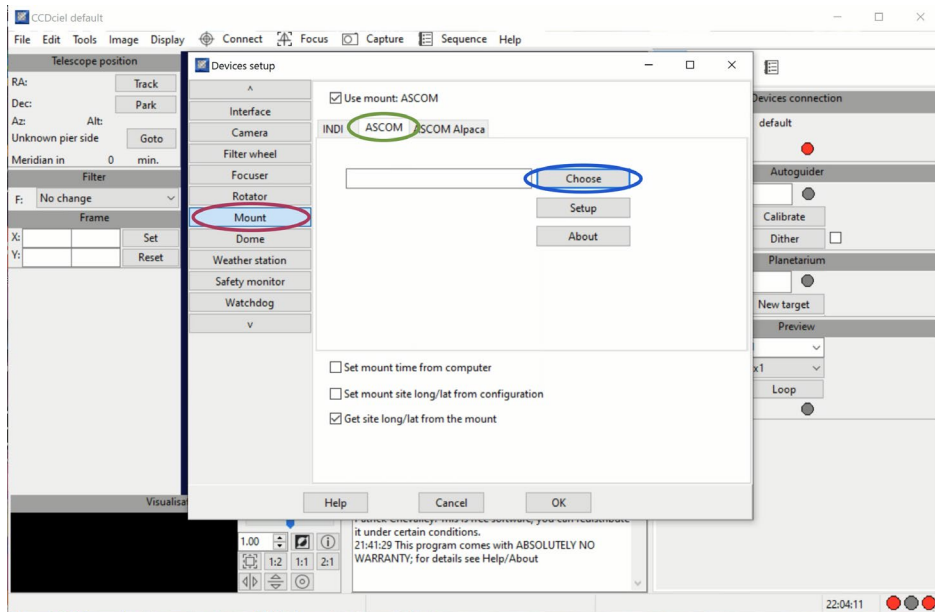 CCDciel default
File Edit Tools Image Display Connect Focus Capture Sequence Help
Telescope position
RA:
Track
Dec:
Park
Az: Alt:
Unknown pier side
Goto
Meridian in 0 min.
Filter
F: No change
Frame
X:
Set
Y:
Reset
Devices setup
^
Interface
Camera
Filter wheel
Focuser
Rotator
Mount
Dome
Weather station
Safety monitor
Watchdog
v
Use mount: ASCOM
INDI ASCOM ASCOM Alpaca
Choose
Setup
About
Set mount time from computer
Set mount site long/lat from configuration
Get site long/lat from the mount
Help Cancel OK
Devices connection
default
Autoguider
Calibrate
Dither
Planetarium
New target
Preview
x1
Loop
Visualisa
1.00
1:2 1:1 2:1
it under certain conditions.
21:41:29 This program comes with ABSOLUTELY NO
WARRANTY; for details see Help/About
22:04:11